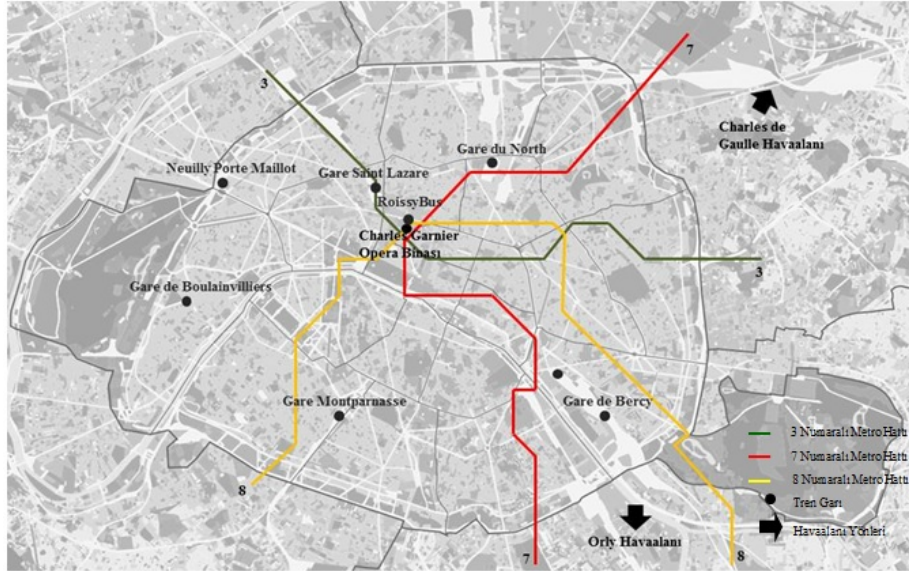 7
3
Charles de
Gaulle Havaalanı
Gare du North
Neuilly Porte Maillot
Gare Saint Lazare
RoissyBus
Charles Garnier
Opera Binası
3
Gare de Boulainvilliers
Gare Montparnasse
Gare de Bercy
3 Numaralı Metro Hattı
7 Numaralı Metro Hattı
8 Numaralı Metro Hattı
Tren Garı
Havaalanı Yönleri
8
Orly Havaalanı
7
8